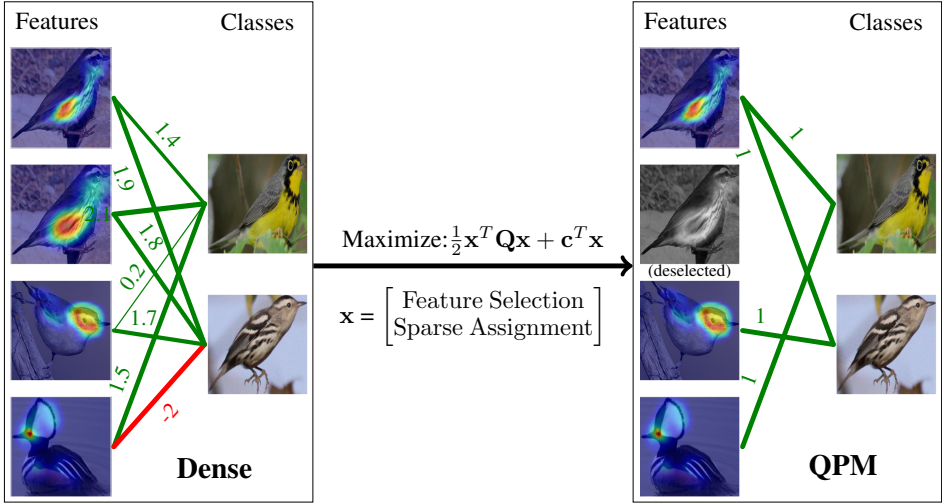 Features
Classes
1.4
1.9
2.1
1.8
0.2
1.7
1.5
-2
Dense
Maximize: ½xᵀQx + cᵀx
x = [Feature Selection
Sparse Assignment]
Features
Classes
1
1
(deselected)
1
1
QPM